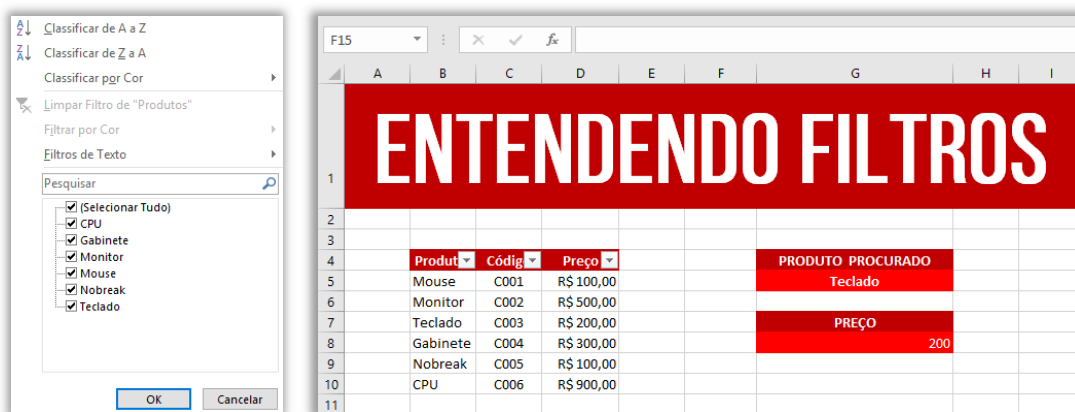 Classificar de A a Z
Classificar de Z a A
Classificar por Cor
Limpar Filtro de "Produtos"
Filtrar por Cor
Filtros de Texto
Pesquisar
(Selecionar Tudo)
CPU
Gabinete
Monitor
Mouse
Nobreak
Teclado
OK Cancelar
F15 fx
A B C D E F G H I
1 ENTENDENDO FILTROS
2
3
4 Produt Códig Preço PRODUTO PROCURADO
5 Mouse C001 R$ 100,00 Teclado
6 Monitor C002 R$ 500,00
7 Teclado C003 R$ 200,00 PREÇO
8 Gabinete C004 R$ 300,00 200
9 Nobreak C005 R$ 100,00
10 CPU C006 R$ 900,00
11